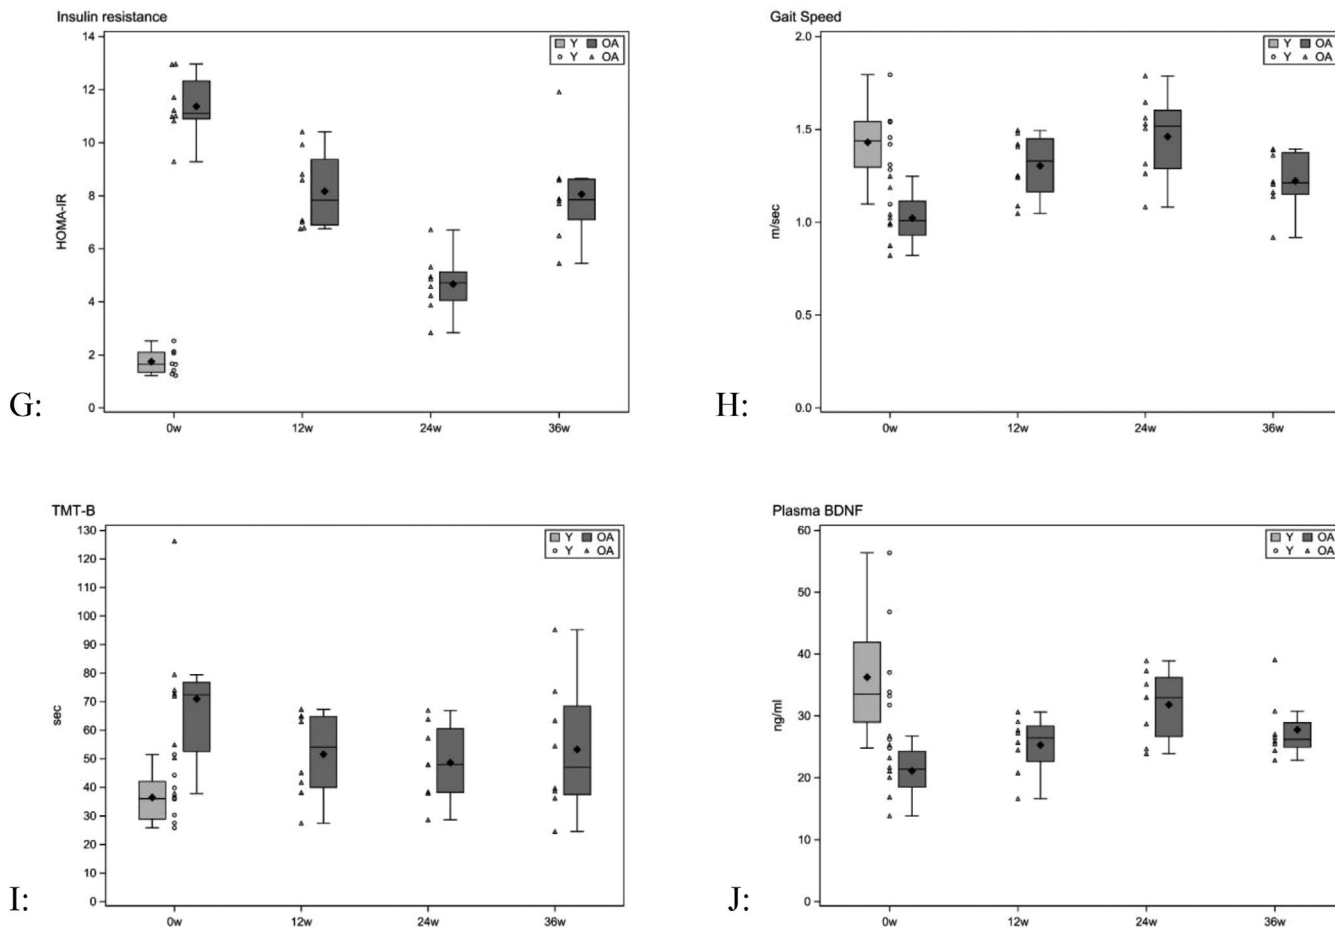 Insulin resistance
Y OA
Y OA
14
12
10
8
6
4
2
0
HOMA-IR
0w 12w 24w 36w
G:
Gait Speed
Y OA
Y OA
2.0
1.5
1.0
0.5
0.0
m/sec
0w 12w 24w 36w
H:
TMT-B
Y OA
Y OA
130
120
110
100
90
80
70
60
50
40
30
20
10
0
sec
0w 12w 24w 36w
I:
Plasma BDNF
Y OA
Y OA
60
50
40
30
20
10
0
ng/ml
0w 12w 24w 36w
J: